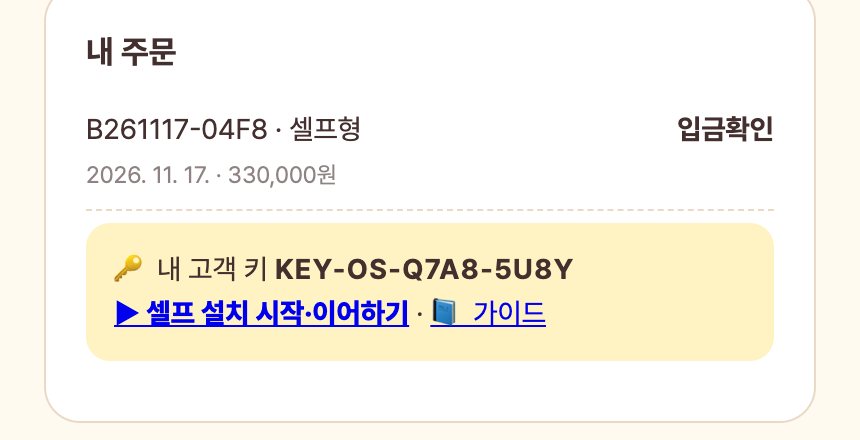 내 주문
B261117-04F8 · 셀프형 입금확인
2026. 11. 17. · 330,000원
🔑 내 고객 키 KEY-OS-Q7A8-5U8Y
▶ 셀프 설치 시작·이어하기 · 📘 가이드